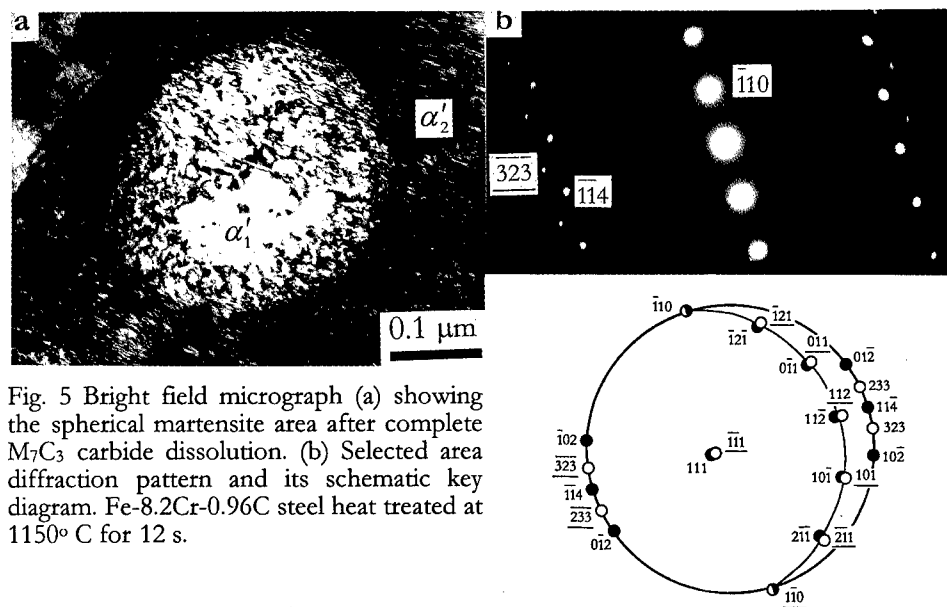 a
α′₂
α′₁
0.1 μm
b
1̄10
3̄2̄3̄
1̄1̄4
Fig. 5 Bright field micrograph (a) showing
the spherical martensite area after complete
M₇C₃ carbide dissolution. (b) Selected area
diffraction pattern and its schematic key
diagram. Fe-8.2Cr-0.96C steel heat treated at
1150º C for 12 s.
1̄10
1̄21
1̄21̄
011
012̄
01̄1
233
112
114̄
112̄
323
1̄02
1̄1̄1
102̄
3̄2̄3̄
111
1̄1̄4
101̄
101
2̄3̄3̄
01̄2
21̄1̄
2̄1̄1
11̄0